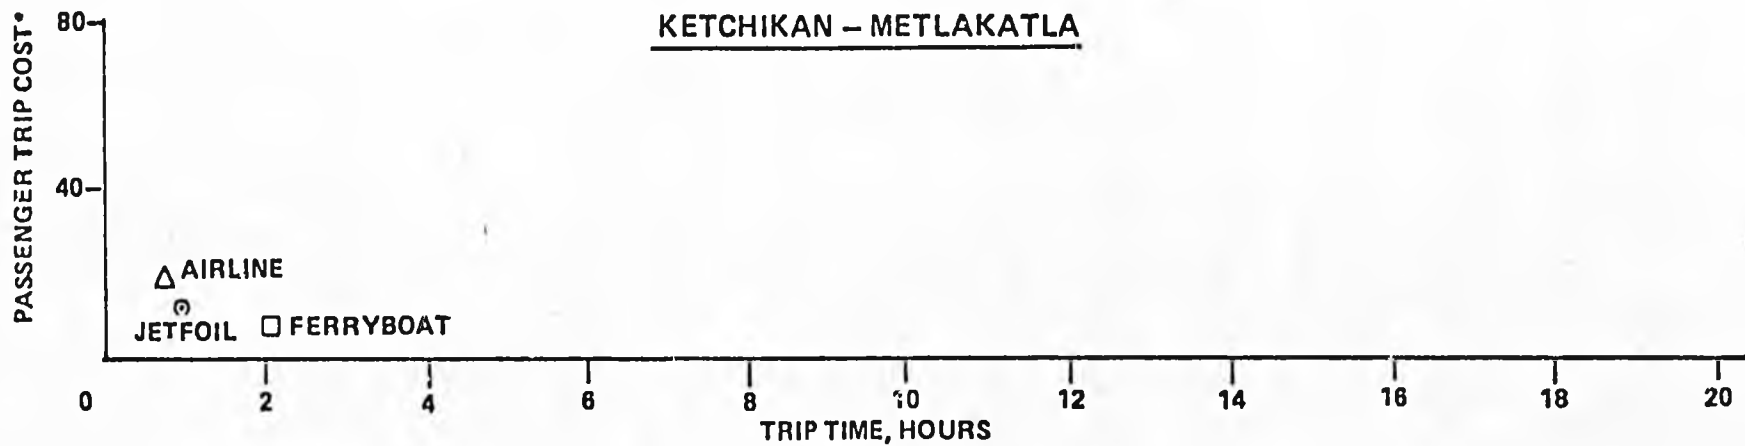 KETCHIKAN – METLAKATLA
PASSENGER TRIP COST*
80
40
AIRLINE
JETFOIL
FERRYBOAT
0 2 4 6 8 10 12 14 16 18 20
TRIP TIME, HOURS